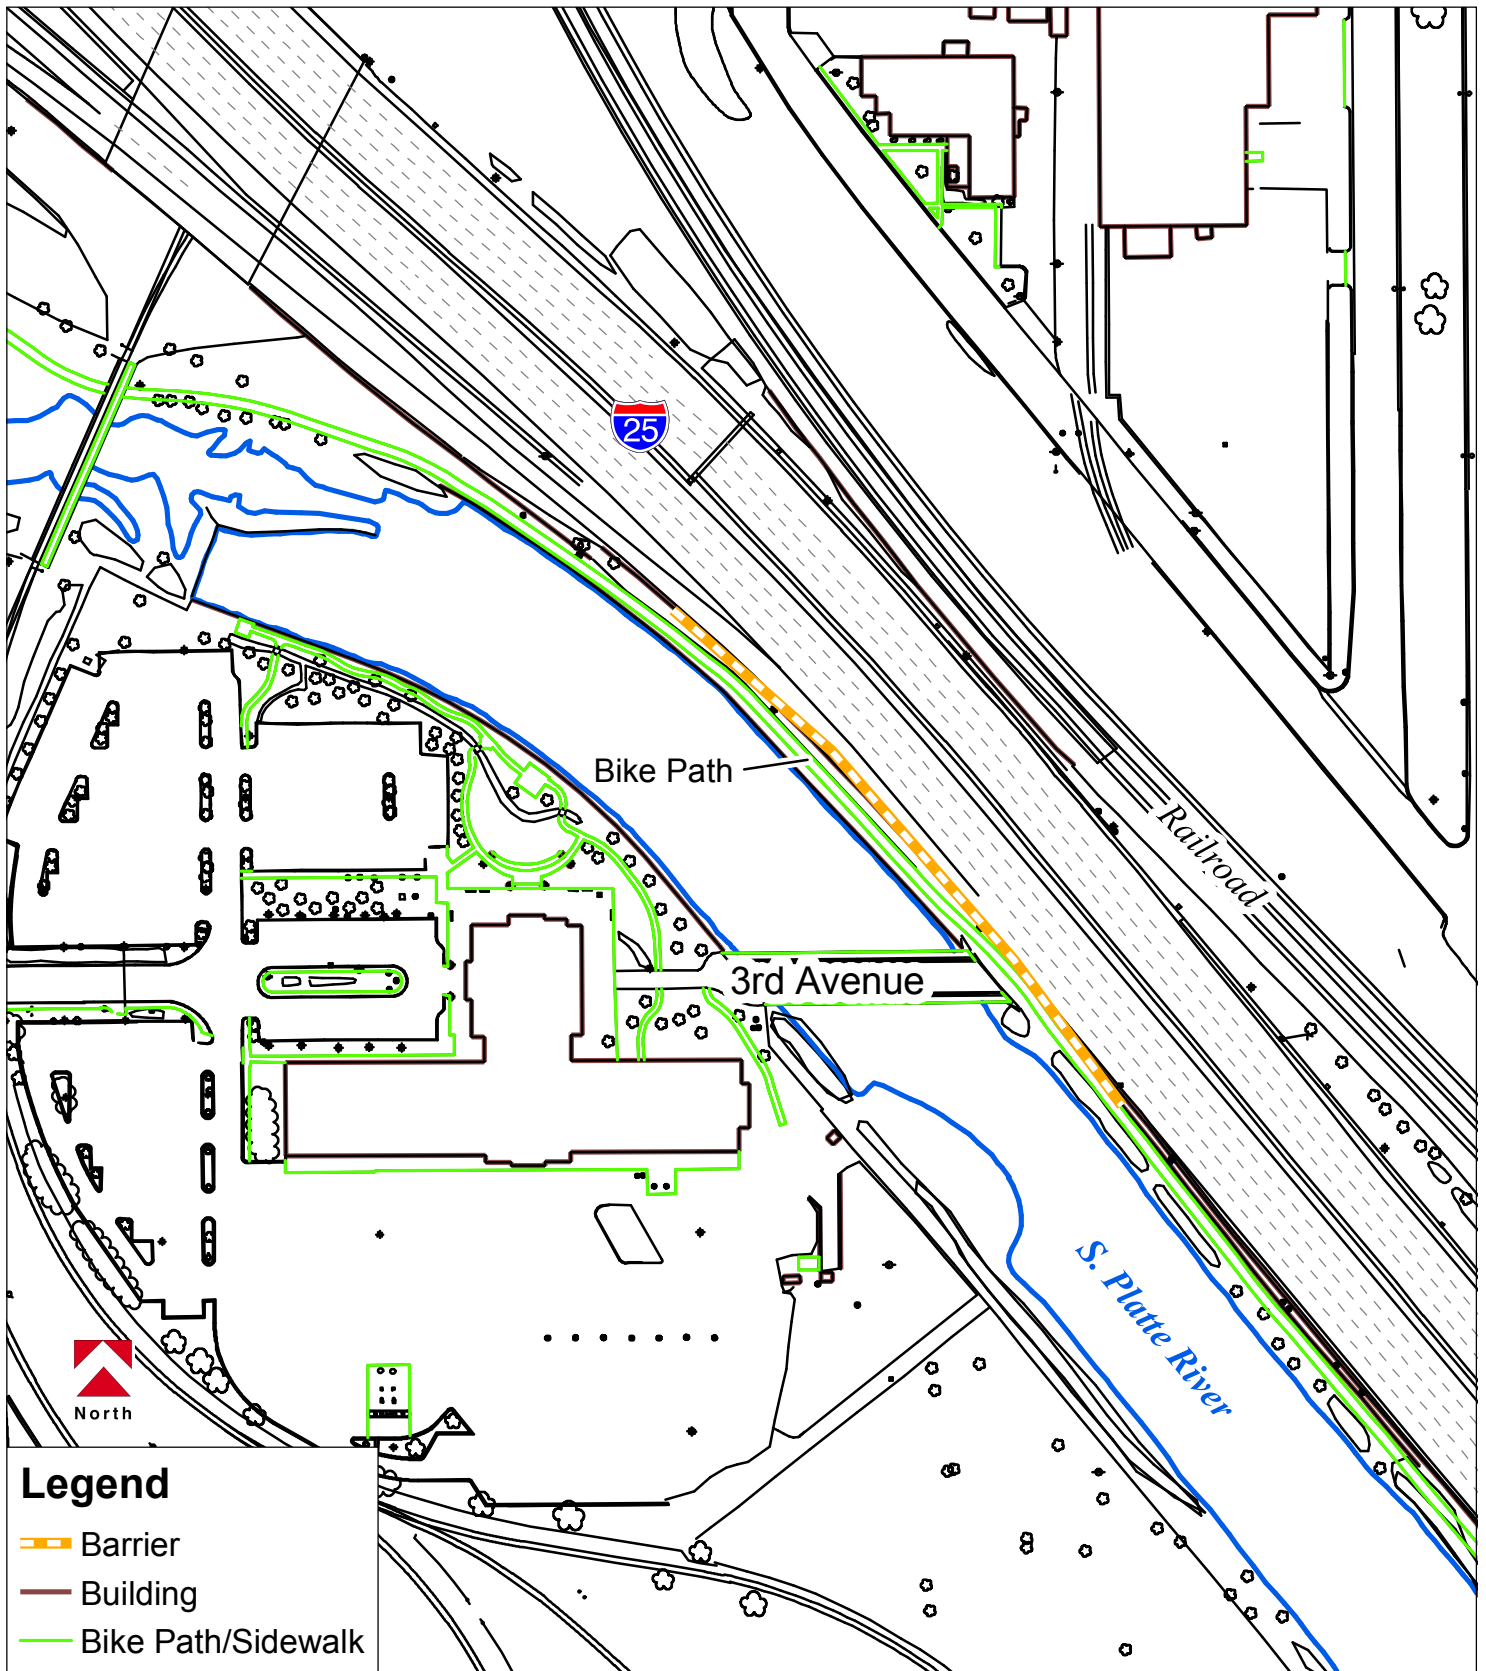 25
Bike Path
Railroad
3rd Avenue
S. Platte River
North
Legend
Barrier
Building
Bike Path/Sidewalk